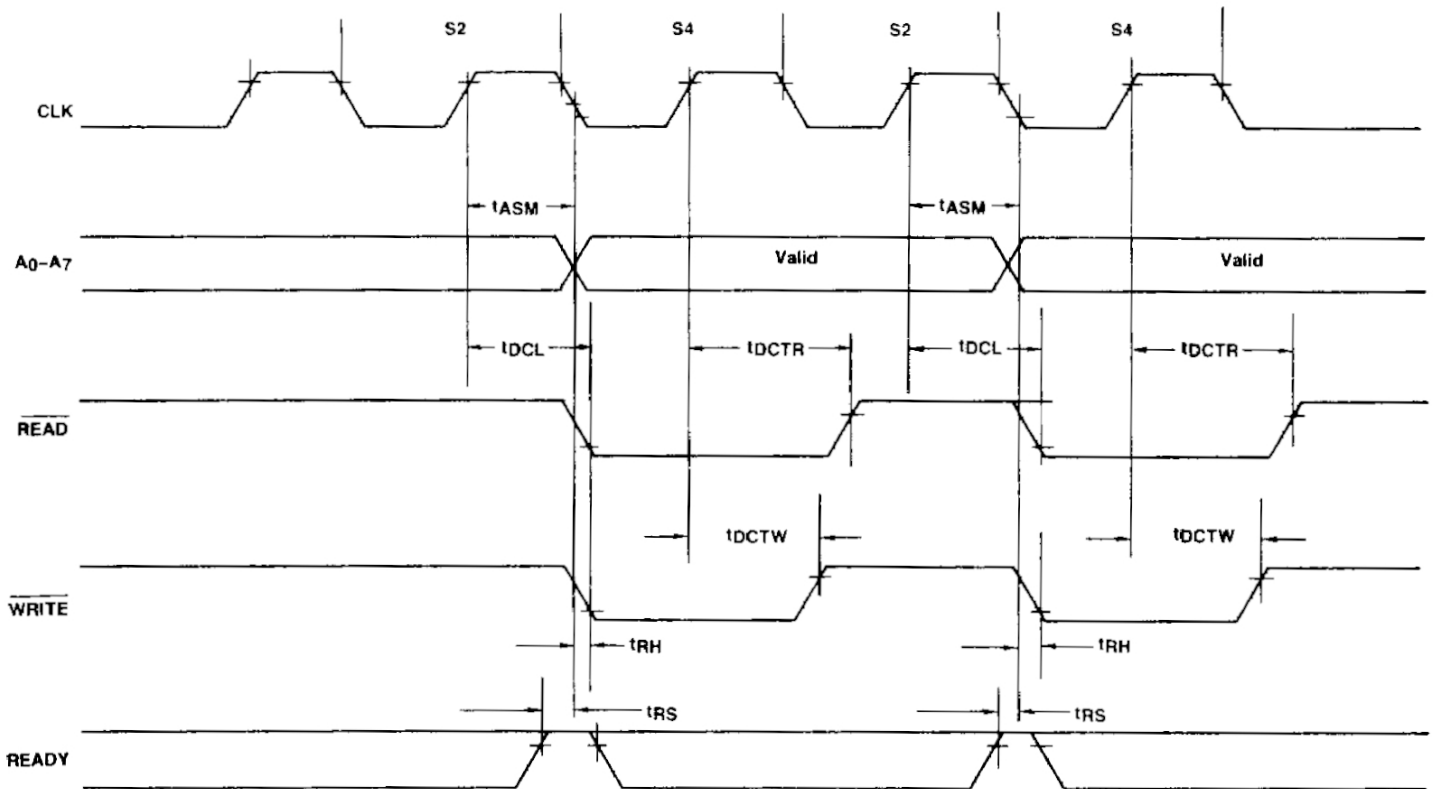 S2 S4 S2 S4
CLK
tASM tASM
A0–A7 Valid Valid
tDCL tDCTR tDCL tDCTR
READ
tDCTW tDCTW
WRITE
tRH tRH
tRS tRS
READY